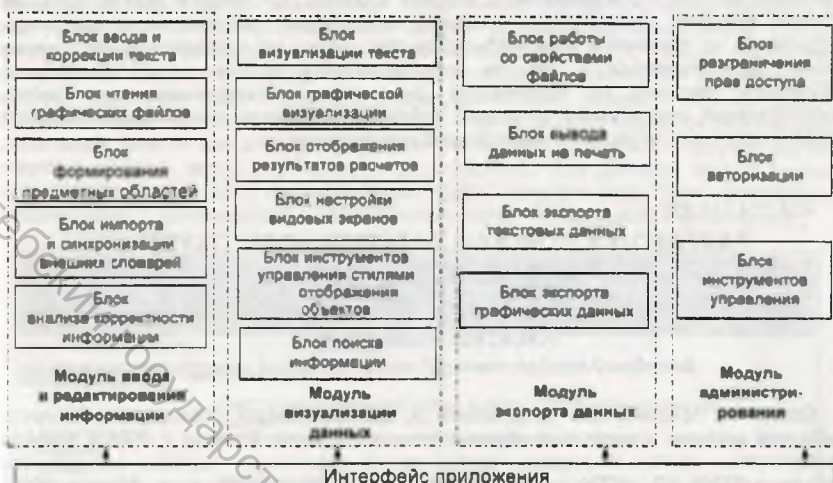 Блок ввода и
коррекции текста
Блок чтения
графических файлов
Блок
формирования
предметных областей
Блок импорта
и синхронизации
внешних словарей
Блок
анализа корректности
информации
Модуль ввода
и редактирования
информации
Блок
визуализации текста
Блок графической
визуализации
Блок отображения
результатов расчетов
Блок настройки
видовых экранов
Блок инструментов
управления стилями
отображения
объектов
Блок поиска
информации
Модуль
визуализации
данных
Блок работы
со свойствами
файлов
Блок вывода
данных на печать
Блок экспорта
текстовых данных
Блок экспорта
графических данных
Модуль
экспорта данных
Блок
разграничения
прав доступа
Блок
авторизации
Блок
инструментов
управления
Модуль
администри-
рования
Интерфейс приложения